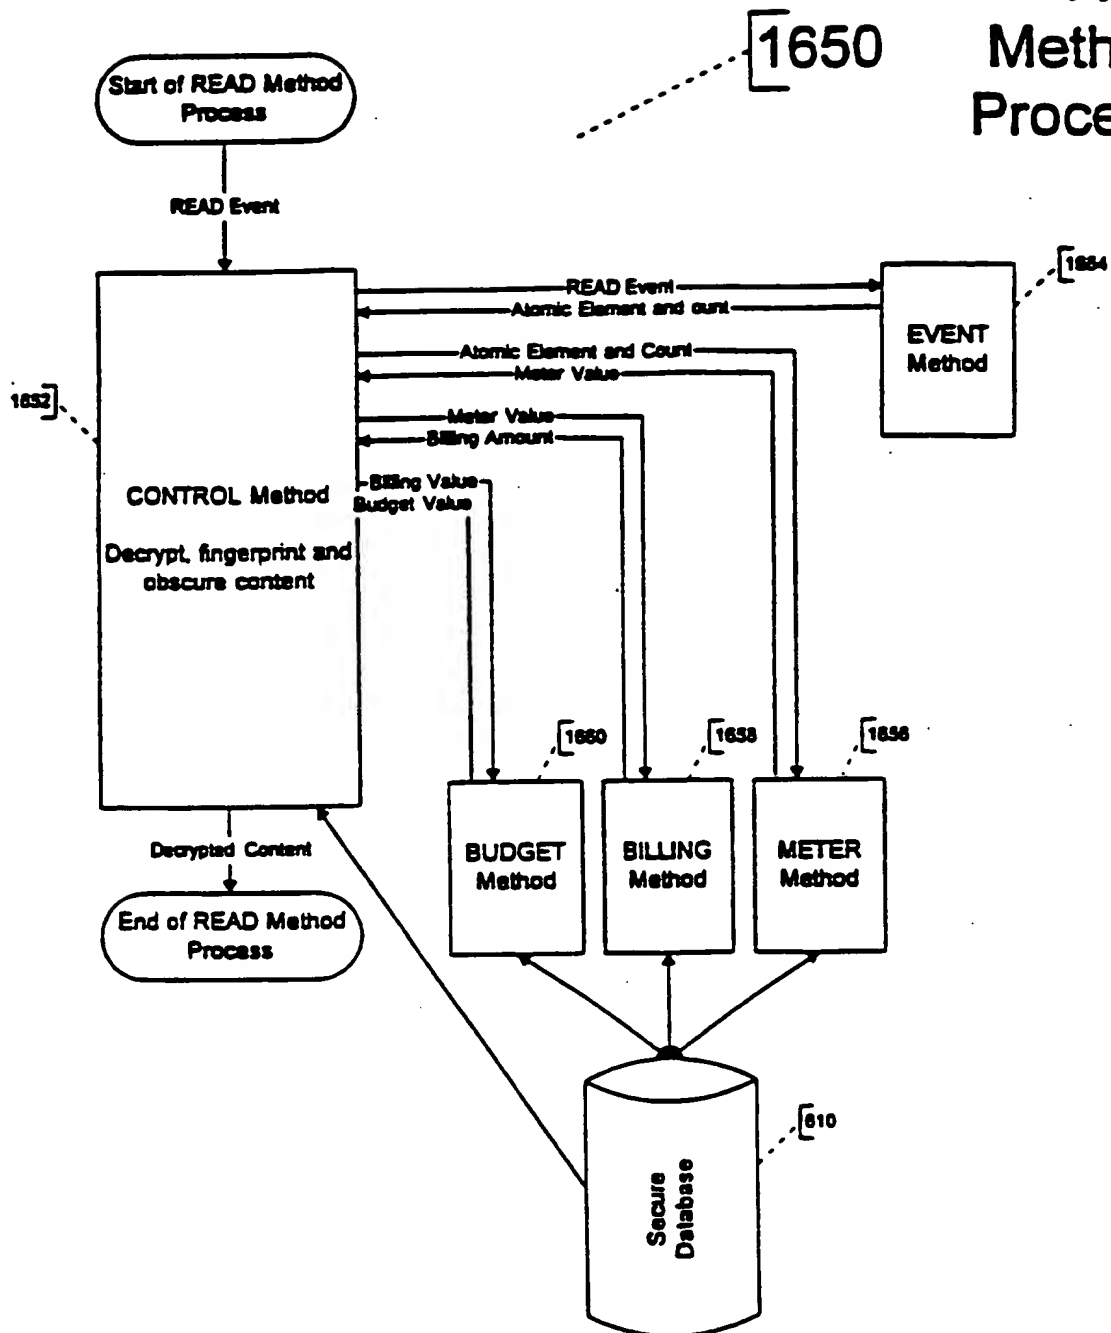 1650 Meth
Proce
Start of READ Method
Process
READ Event
1654
READ Event
Atomic Element and ount
EVENT
Method
Atomic Element and Count
Meter Value
1652
Meter Value
Billing Amount
Billing Value
Budget Value
CONTROL Method
Decrypt, fingerprint and
obscure content
1660
1658
1656
Decrypted Content
BUDGET
Method
BILLING
Method
METER
Method
End of READ Method
Process
610
Secure
Database